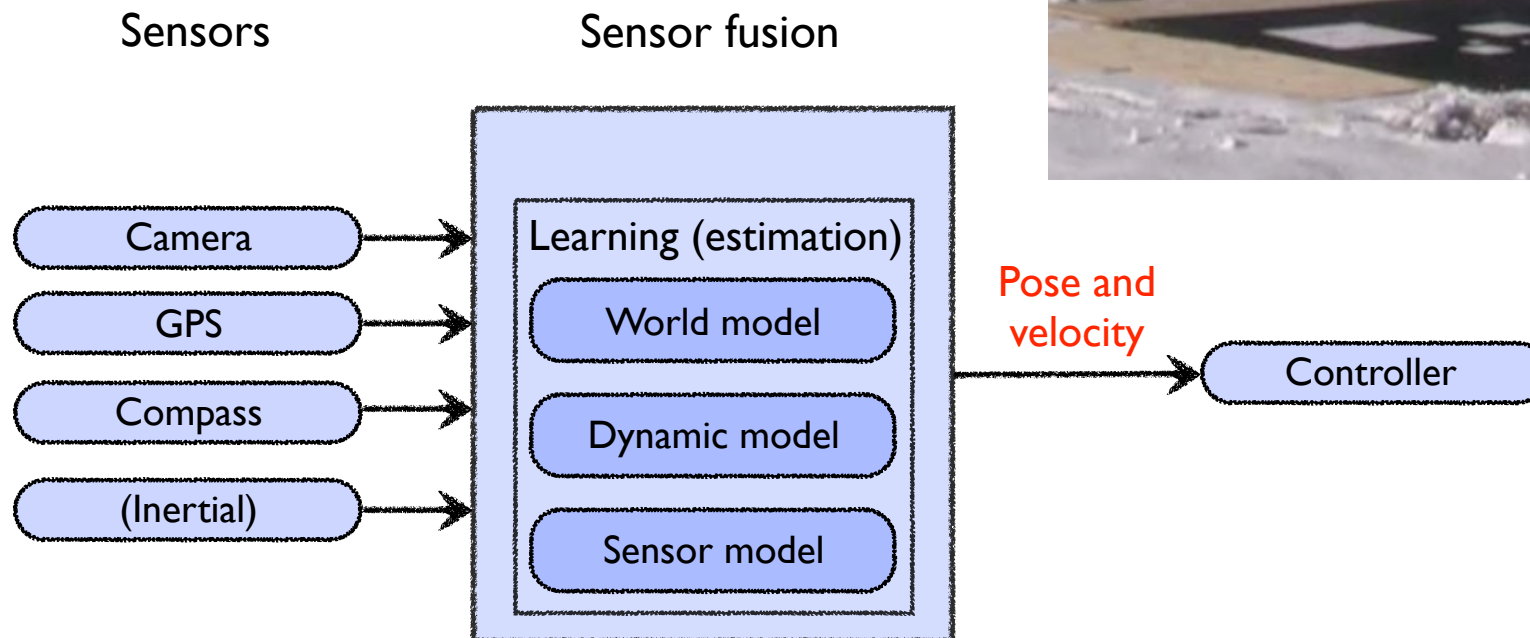 Sensors
Sensor fusion
Camera
GPS
Compass
(Inertial)
Learning (estimation)
World model
Dynamic model
Sensor model
Pose and
velocity
Controller